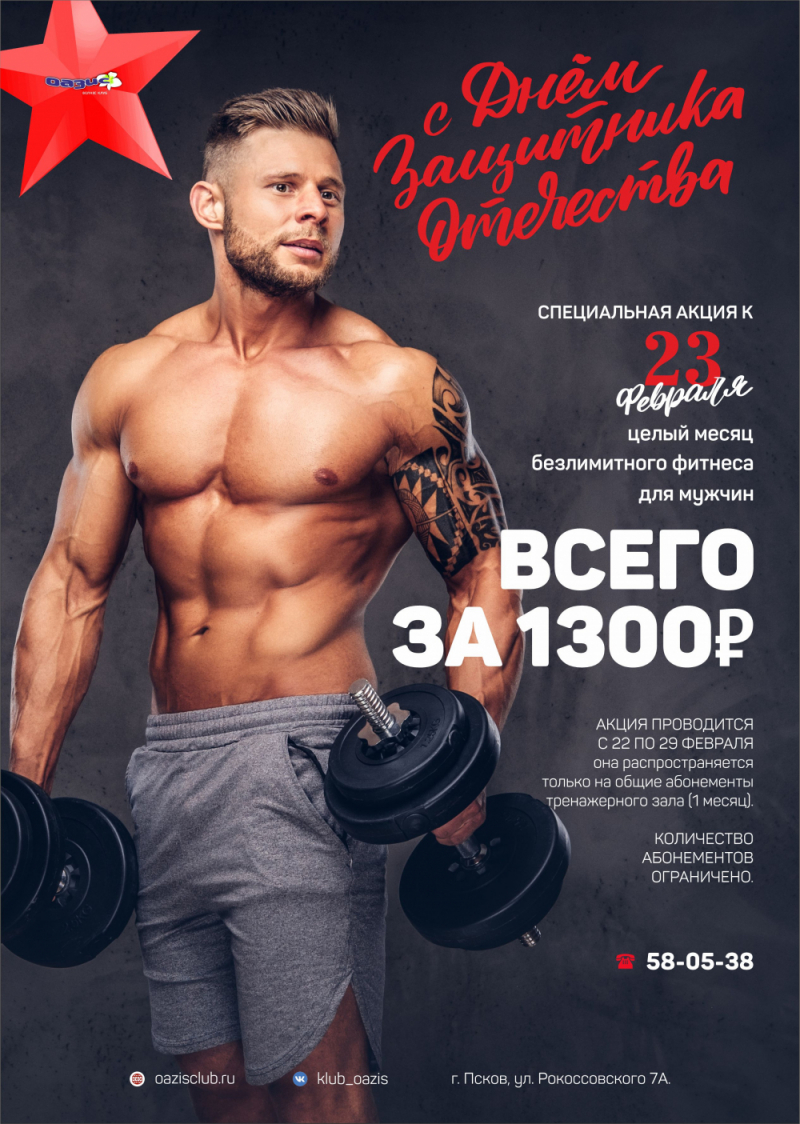 Оазис
с Днём
Защитника
Отечества
СПЕЦИАЛЬНАЯ АКЦИЯ К
23
Февраля
целый месяц
безлимитного фитнеса
для мужчин
ВСЕГО
ЗА 1300₽
АКЦИЯ ПРОВОДИТСЯ
С 22 ПО 29 ФЕВРАЛЯ
она распространяется
только на общие абонементы
тренажерного зала (1 месяц).
КОЛИЧЕСТВО
АБОНЕМЕНТОВ
ОГРАНИЧЕНО.
58-05-38
oazisclub.ru klub_oazis г. Псков, ул. Рокоссовского 7А.